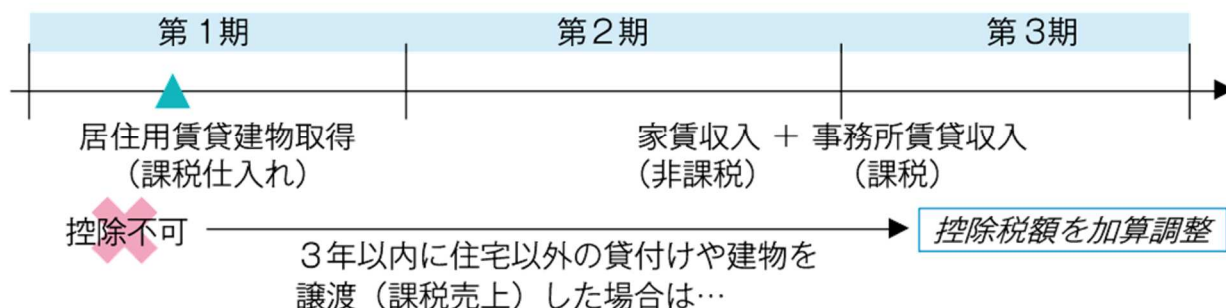 第1期 第2期 第3期
居住用賃貸建物取得 家賃収入 ＋ 事務所賃貸収入
（課税仕入れ） （非課税） （課税）
控除不可 控除税額を加算調整
３年以内に住宅以外の貸付けや建物を
譲渡（課税売上）した場合は…